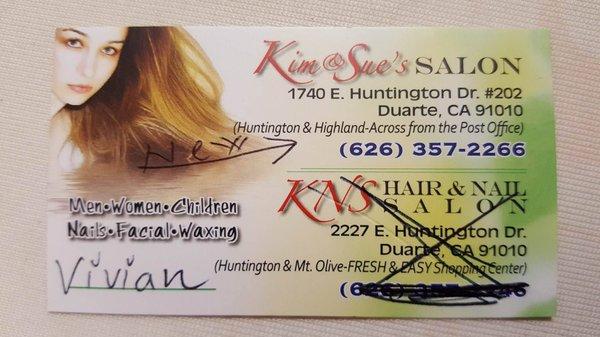 Kim @ Sue's SALON
1740 E. Huntington Dr. #202
Duarte, CA 91010
(Huntington & Highland-Across from the Post Office)
New
(626) 357-2266
KNS HAIR & NAIL
SALON
2227 E. Huntington Dr.
Duarte, CA 91010
(Huntington & Mt. Olive-FRESH & EASY Shopping Center)
Men•Women•Children
Nails•Facial•Waxing
Vivian